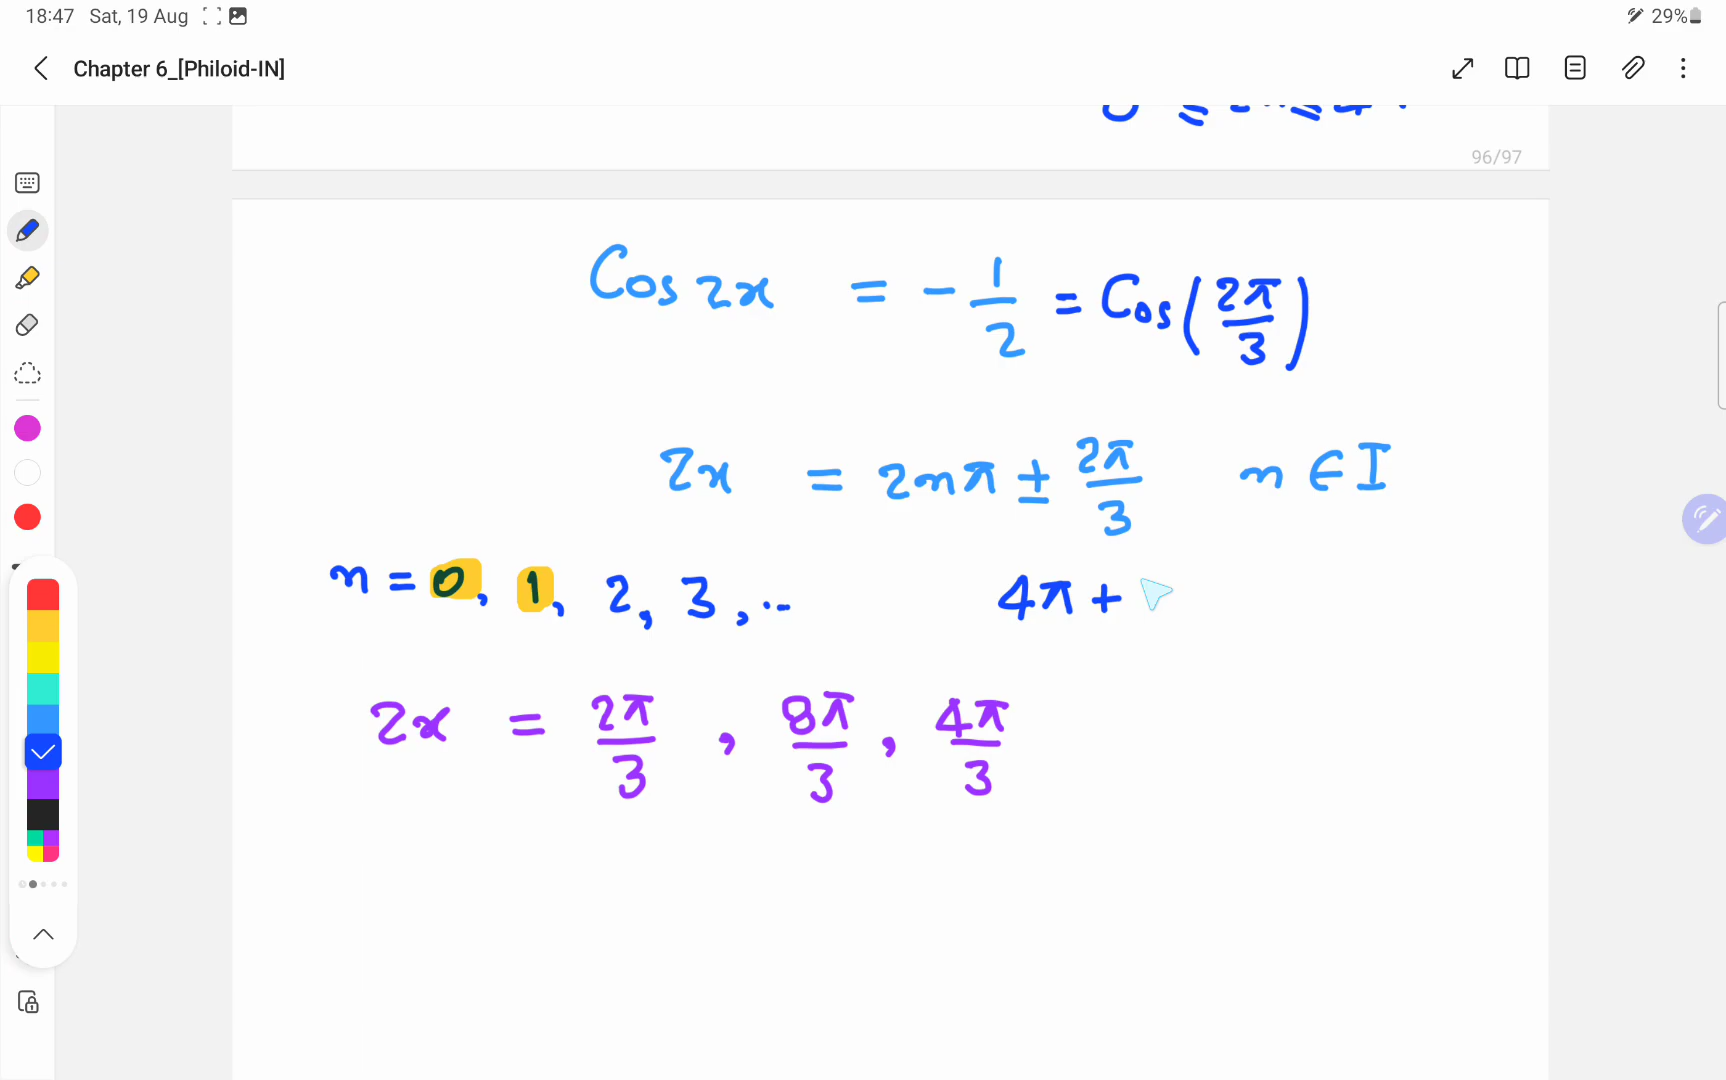 18:47 Sat, 19 Aug 29%
Chapter 6_[Philoid-IN]
96/97
Cos 2x = - 1/2 = Cos(2π/3)
2x = 2nπ ± 2π/3 n ∈ I
n = 0, 1, 2, 3, .. 4π +
2x = 2π/3 , 8π/3 , 4π/3